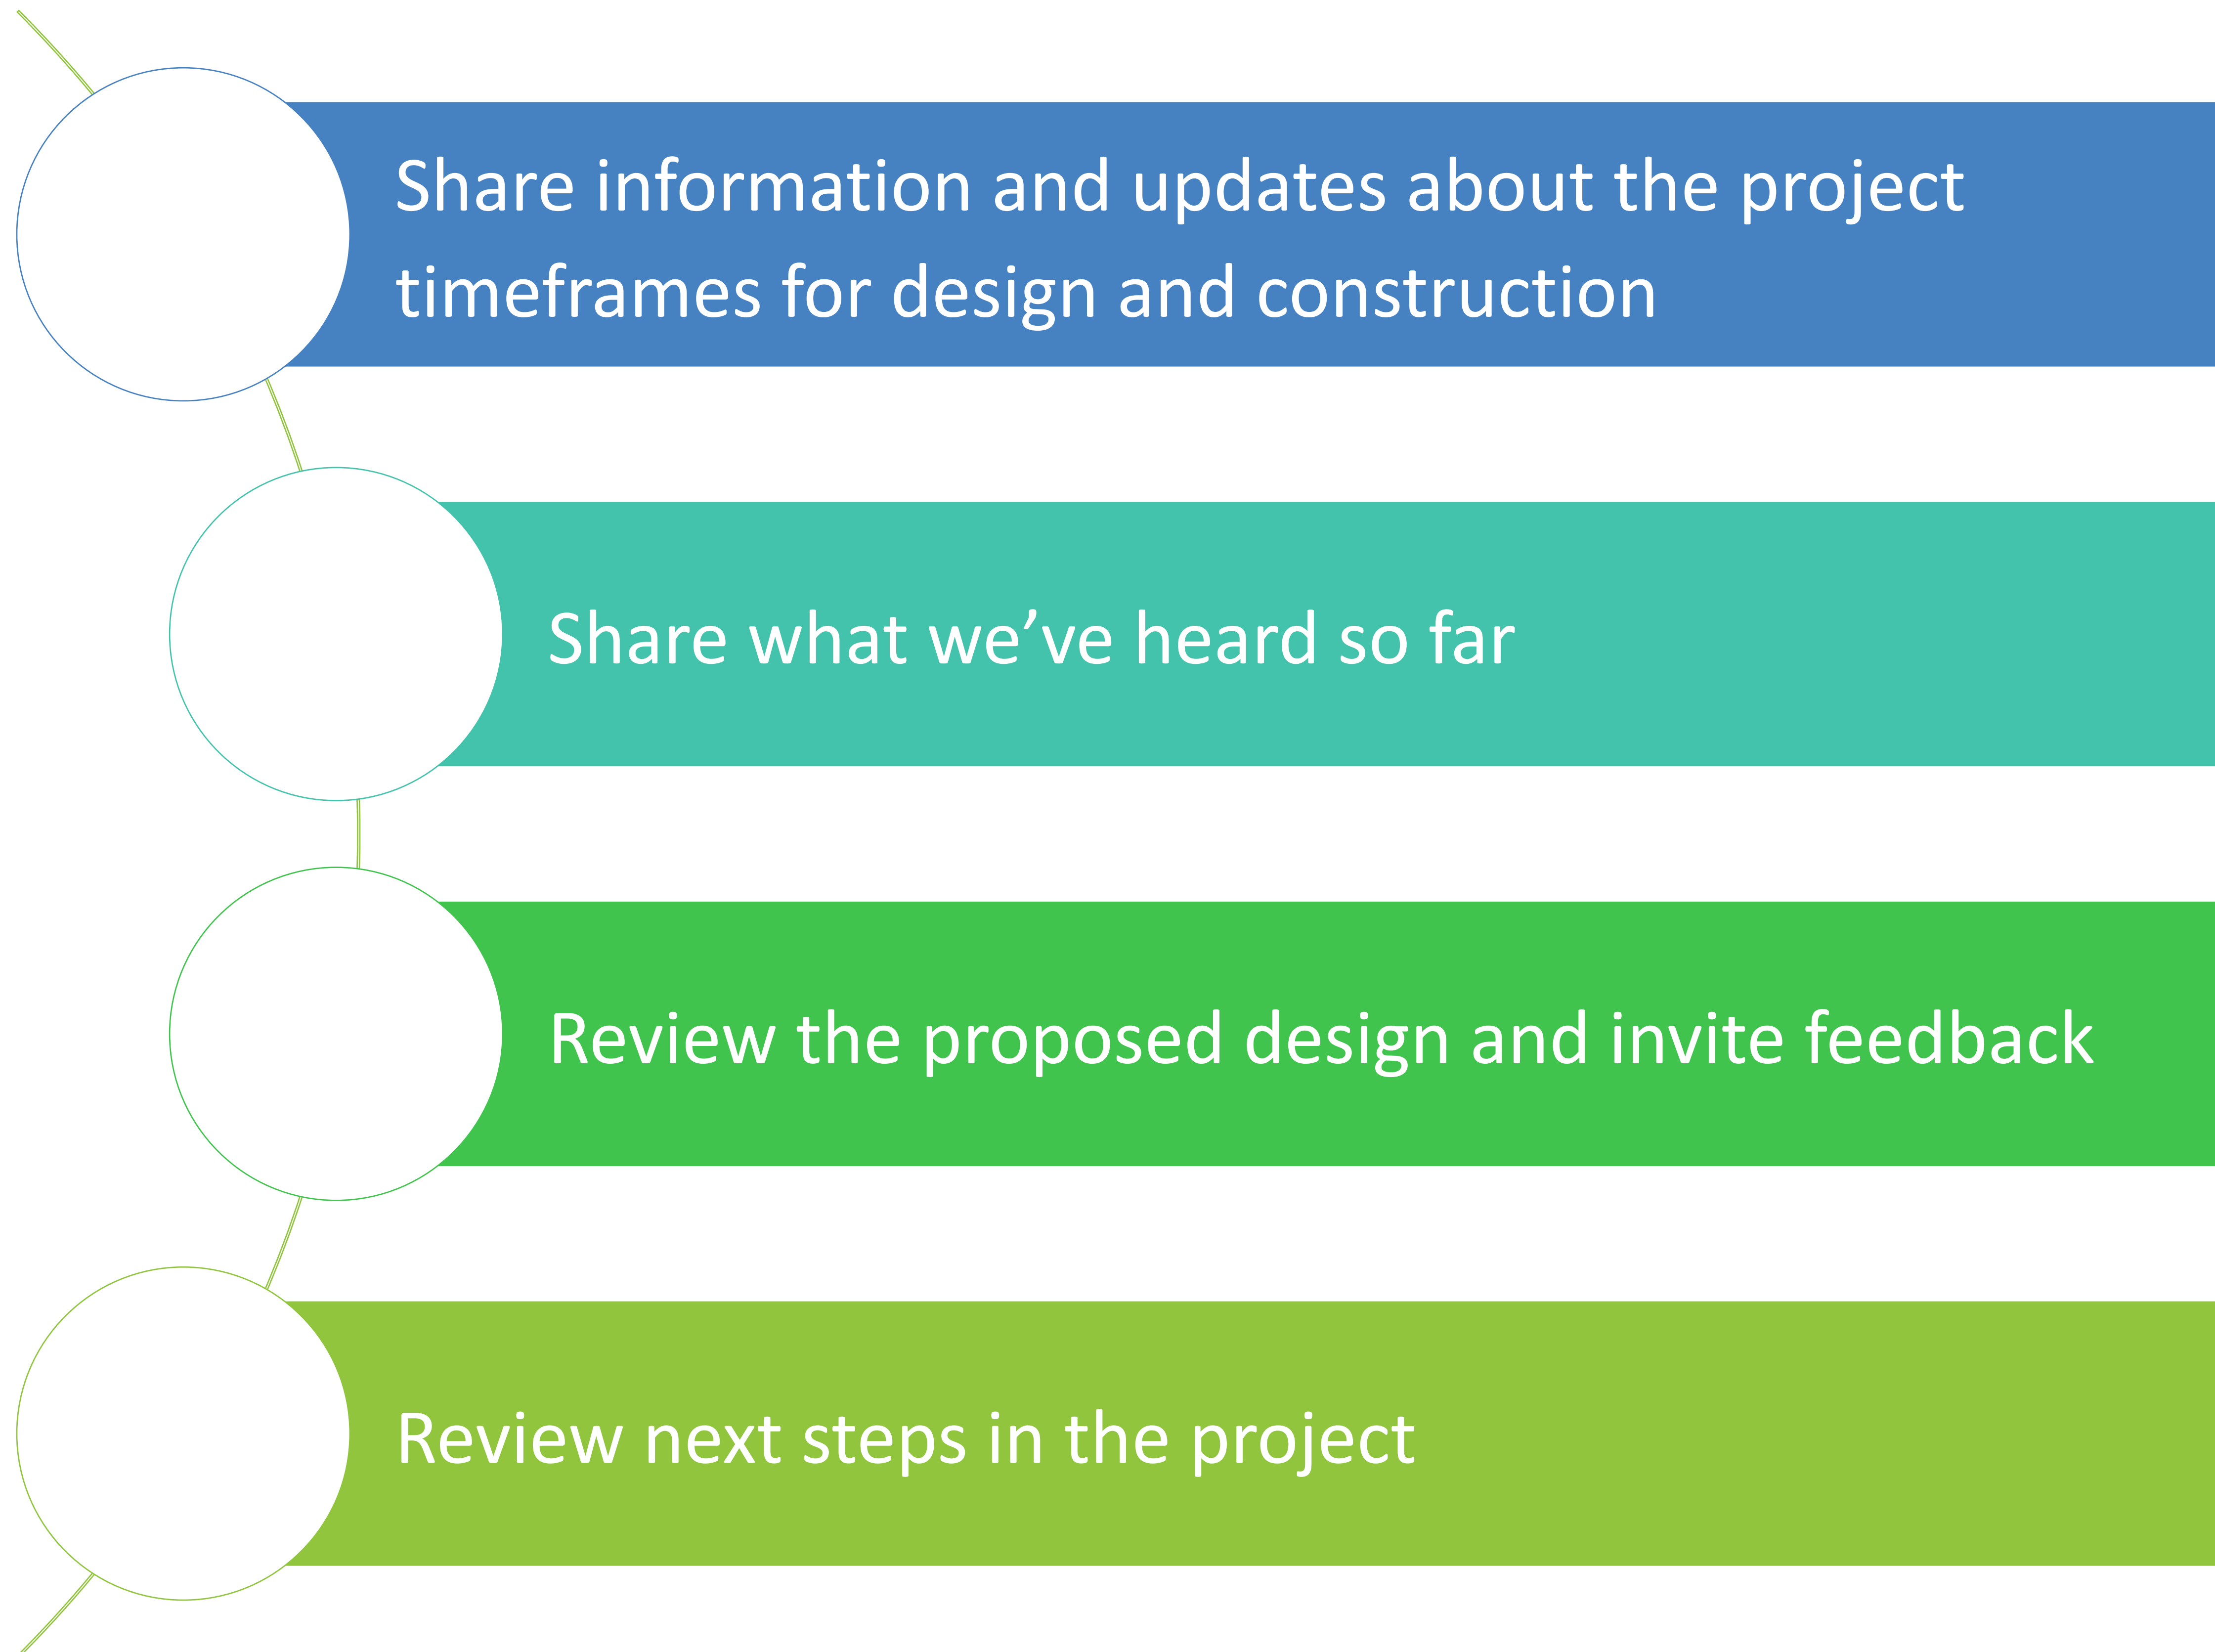 Share information and updates about the project
timeframes for design and construction
Share what we’ve heard so far
Review the proposed design and invite feedback
Review next steps in the project